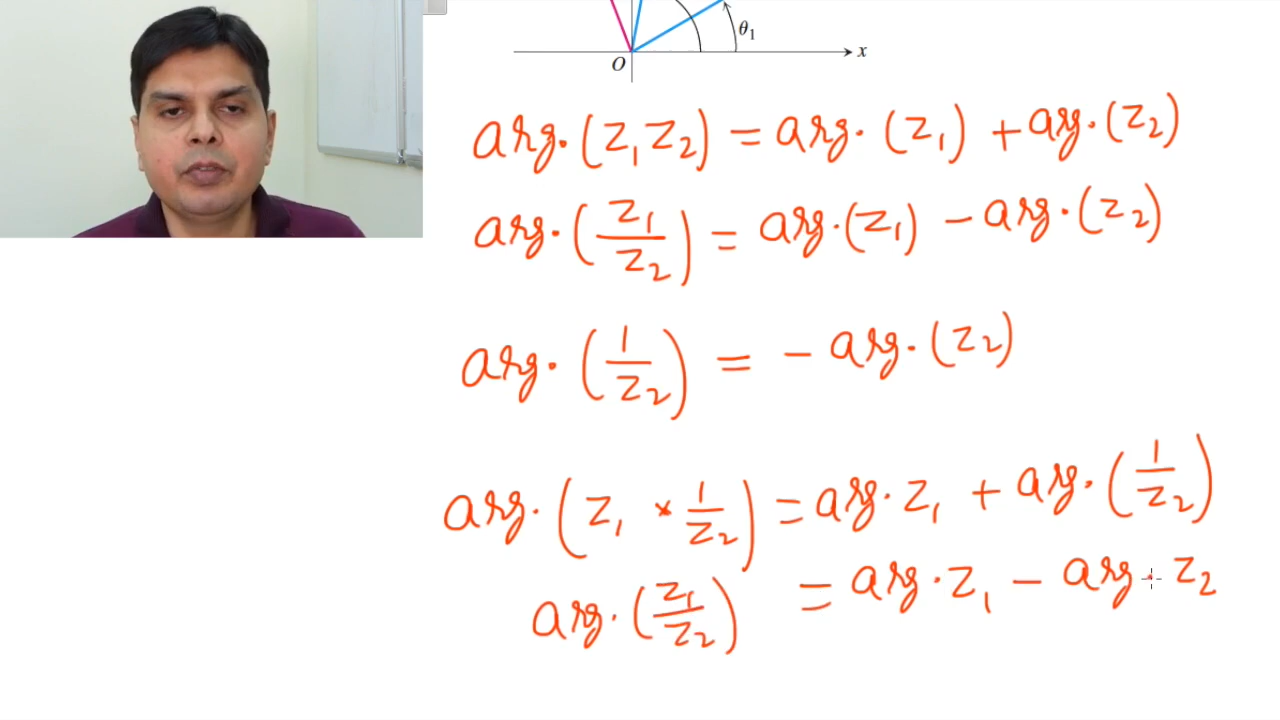 θ₁
O x
arg.(z₁z₂) = arg.(z₁) + arg.(z₂)
arg.(z₁/z₂) = arg.(z₁) − arg.(z₂)
arg.(1/z₂) = − arg.(z₂)
arg.(z₁ * 1/z₂) = arg.z₁ + arg.(1/z₂)
arg.(z₁/z₂) = arg.z₁ − arg. z₂